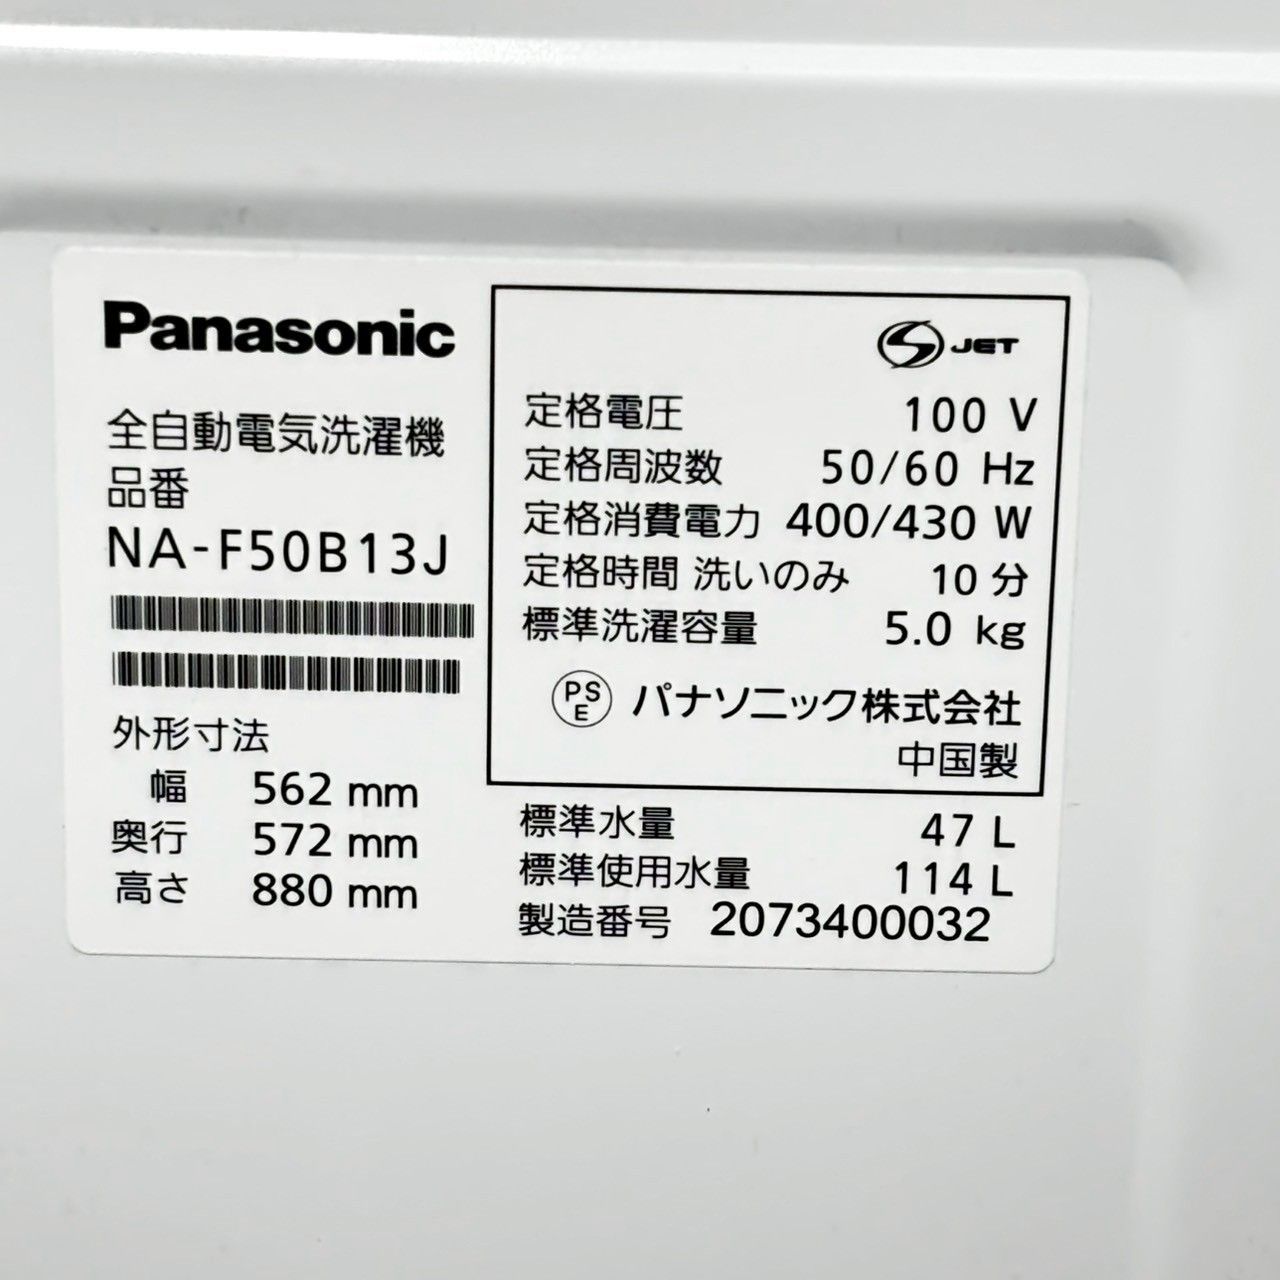 Panasonic
全自動電気洗濯機
品番
NA-F50B13J
外形寸法
幅 562 mm
奥行 572 mm
高さ 880 mm
JET
定格電圧 100 V
定格周波数 50/60 Hz
定格消費電力 400/430 W
定格時間 洗いのみ 10 分
標準洗濯容量 5.0 kg
PSE パナソニック株式会社
中国製
標準水量 47 L
標準使用水量 114 L
製造番号 2073400032